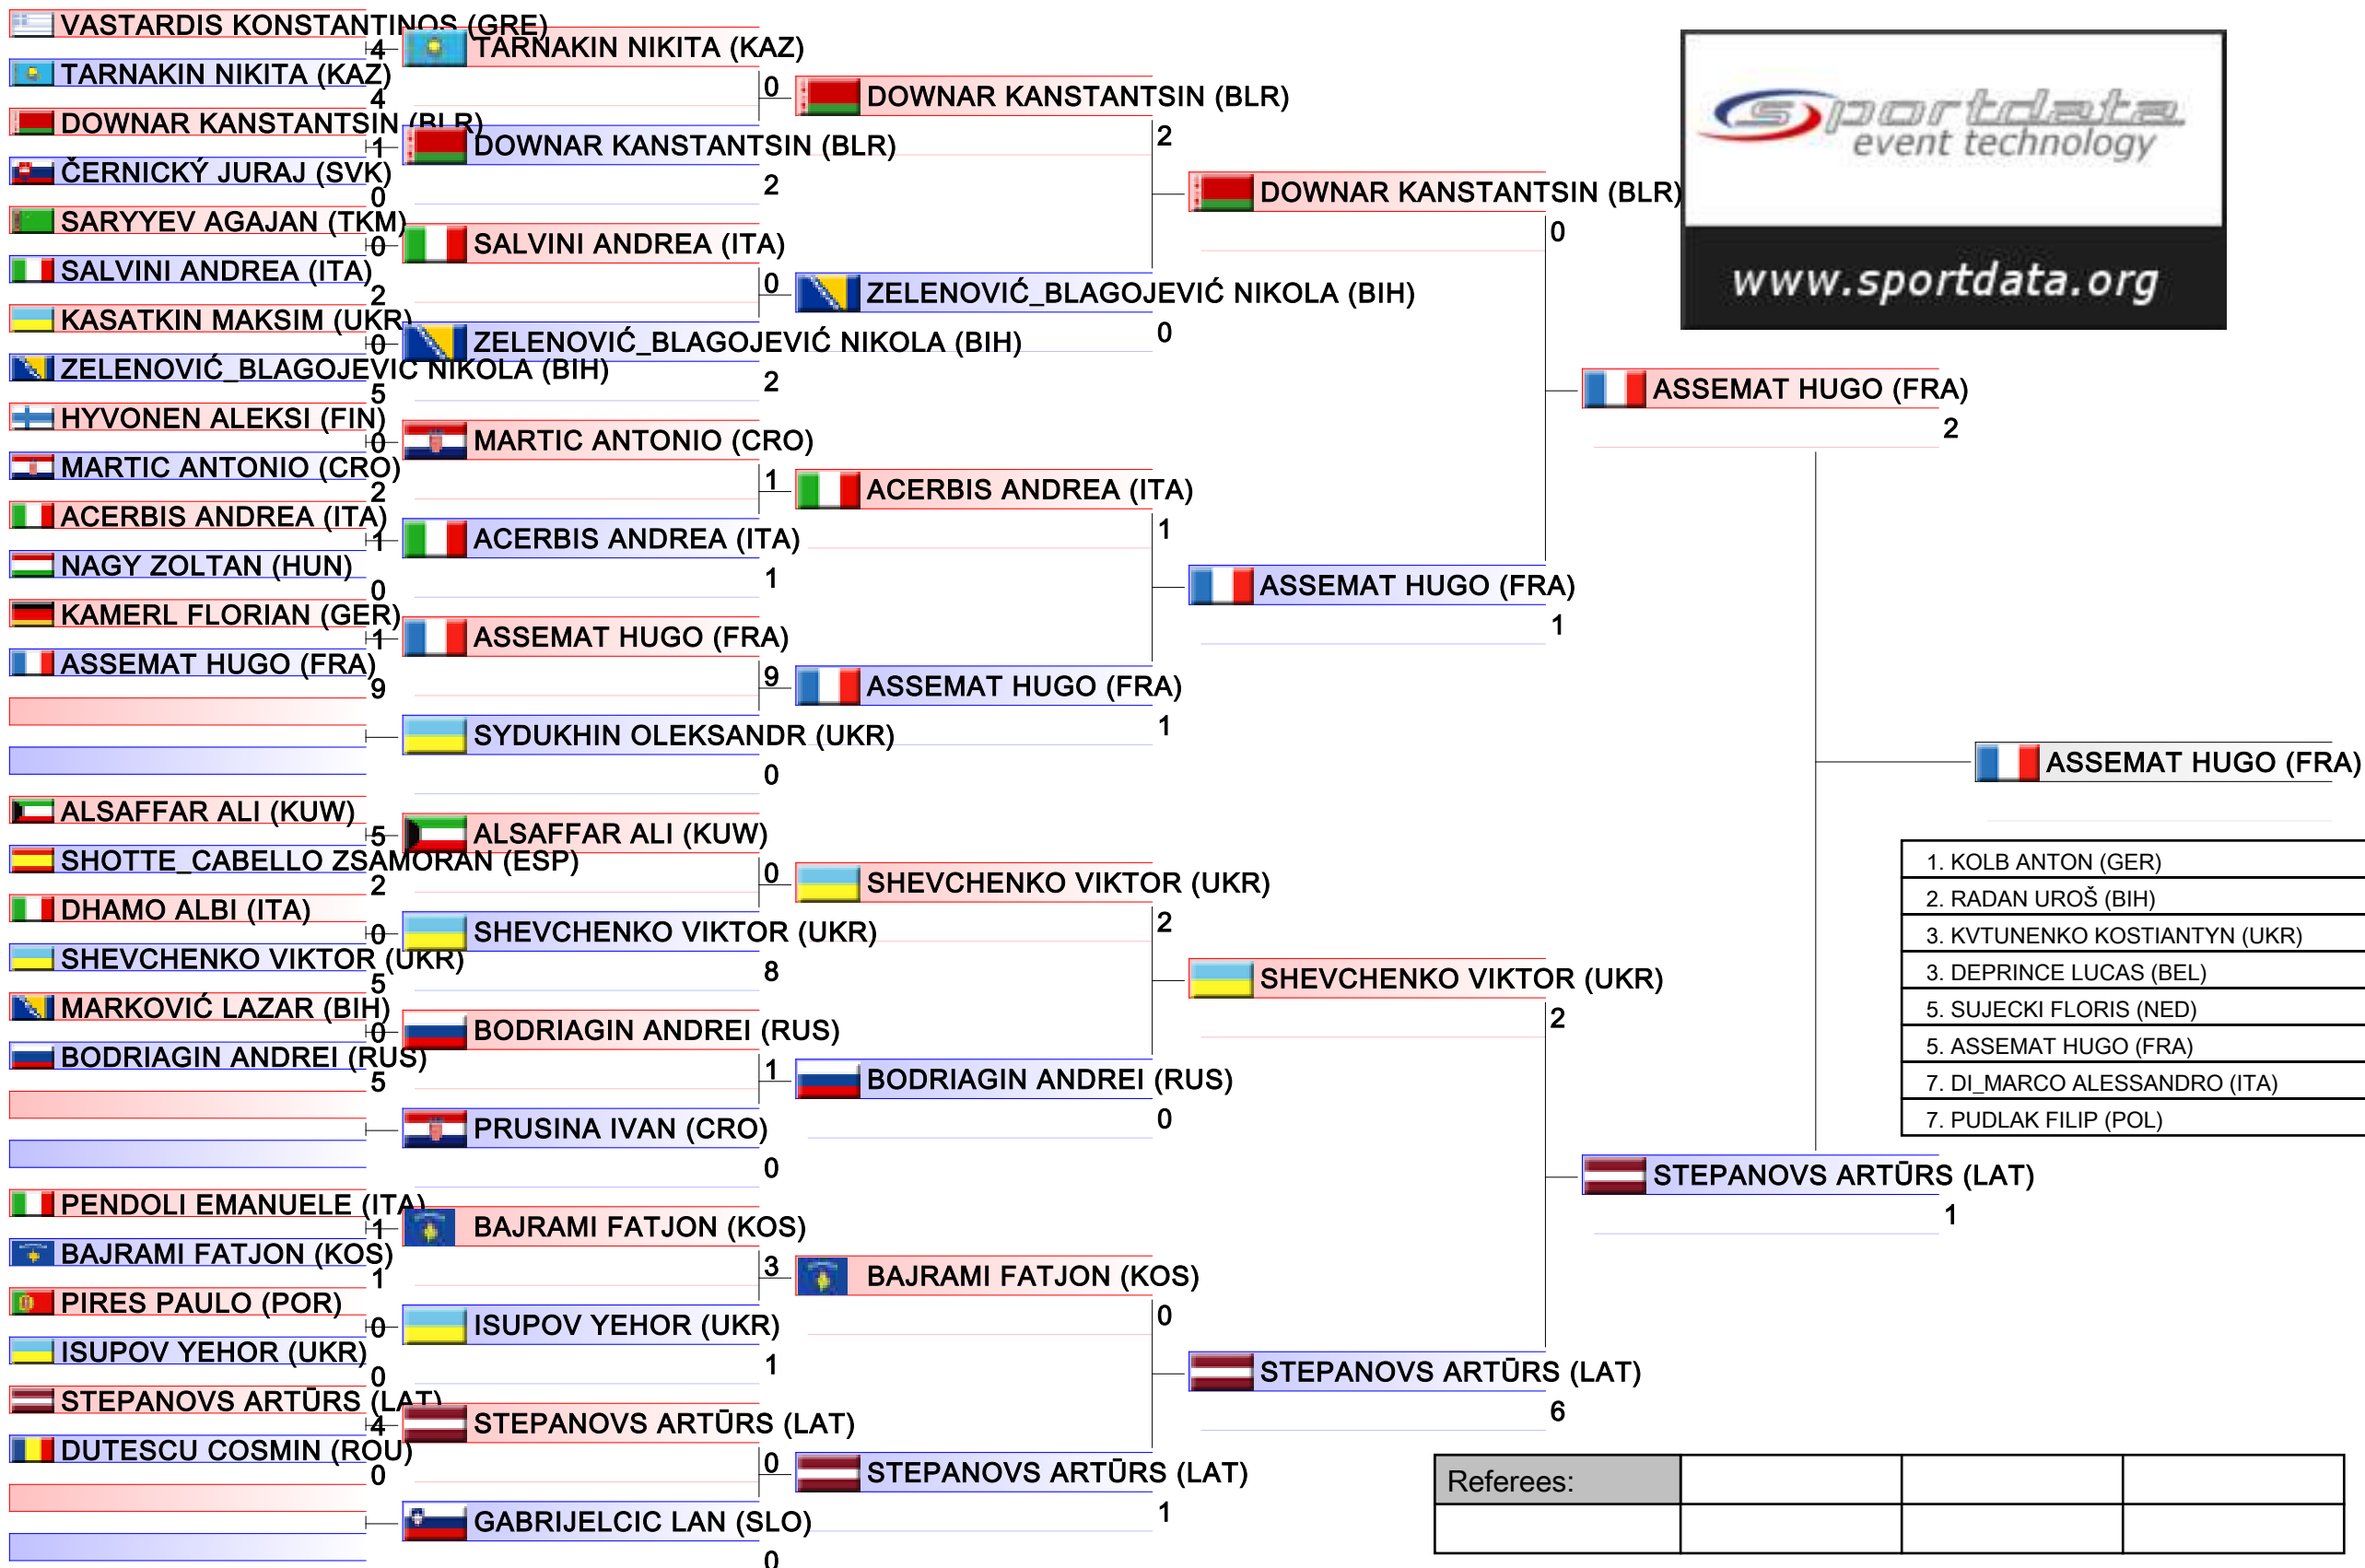 VASTARDIS KONSTANTINOS (GRE)
4
TARNAKIN NIKITA (KAZ)
4
DOWNAR KANSTANTSIN (BLR)
1
ČERNICKÝ JURAJ (SVK)
0
SARYYEV AGAJAN (TKM)
0
SALVINI ANDREA (ITA)
2
KASATKIN MAKSIM (UKR)
0
ZELENOVIĆ_BLAGOJEVIĆ NIKOLA (BIH)
5
HYVONEN ALEKSI (FIN)
0
MARTIC ANTONIO (CRO)
2
ACERBIS ANDREA (ITA)
1
NAGY ZOLTAN (HUN)
0
KAMERL FLORIAN (GER)
1
ASSEMAT HUGO (FRA)
9
ALSAFFAR ALI (KUW)
5
SHOTTE_CABELLO ZSAMORAN (ESP)
2
DHAMO ALBI (ITA)
0
SHEVCHENKO VIKTOR (UKR)
5
MARKOVIĆ LAZAR (BIH)
0
BODRIAGIN ANDREI (RUS)
5
PENDOLI EMANUELE (ITA)
1
BAJRAMI FATJON (KOS)
1
PIRES PAULO (POR)
0
ISUPOV YEHOR (UKR)
0
STEPANOVS ARTŪRS (LAT)
4
DUTESCU COSMIN (ROU)
0
TARNAKIN NIKITA (KAZ)
0
DOWNAR KANSTANTSIN (BLR)
2
SALVINI ANDREA (ITA)
0
ZELENOVIĆ_BLAGOJEVIĆ NIKOLA (BIH)
2
MARTIC ANTONIO (CRO)
1
ACERBIS ANDREA (ITA)
1
ASSEMAT HUGO (FRA)
9
SYDUKHIN OLEKSANDR (UKR)
0
ALSAFFAR ALI (KUW)
0
SHEVCHENKO VIKTOR (UKR)
8
BODRIAGIN ANDREI (RUS)
1
PRUSINA IVAN (CRO)
0
BAJRAMI FATJON (KOS)
3
ISUPOV YEHOR (UKR)
1
STEPANOVS ARTŪRS (LAT)
0
GABRIJELCIC LAN (SLO)
0
DOWNAR KANSTANTSIN (BLR)
2
ZELENOVIĆ_BLAGOJEVIĆ NIKOLA (BIH)
0
ACERBIS ANDREA (ITA)
1
ASSEMAT HUGO (FRA)
1
SHEVCHENKO VIKTOR (UKR)
2
BODRIAGIN ANDREI (RUS)
0
BAJRAMI FATJON (KOS)
0
STEPANOVS ARTŪRS (LAT)
1
DOWNAR KANSTANTSIN (BLR)
0
ASSEMAT HUGO (FRA)
1
SHEVCHENKO VIKTOR (UKR)
2
STEPANOVS ARTŪRS (LAT)
6
ASSEMAT HUGO (FRA)
2
STEPANOVS ARTŪRS (LAT)
1
ASSEMAT HUGO (FRA)
sportdata
event technology
www.sportdata.org
1. KOLB ANTON (GER)
2. RADAN UROŠ (BIH)
3. KVTUNENKO KOSTIANTYN (UKR)
3. DEPRINCE LUCAS (BEL)
5. SUJECKI FLORIS (NED)
5. ASSEMAT HUGO (FRA)
7. DI_MARCO ALESSANDRO (ITA)
7. PUDLAK FILIP (POL)
Referees: